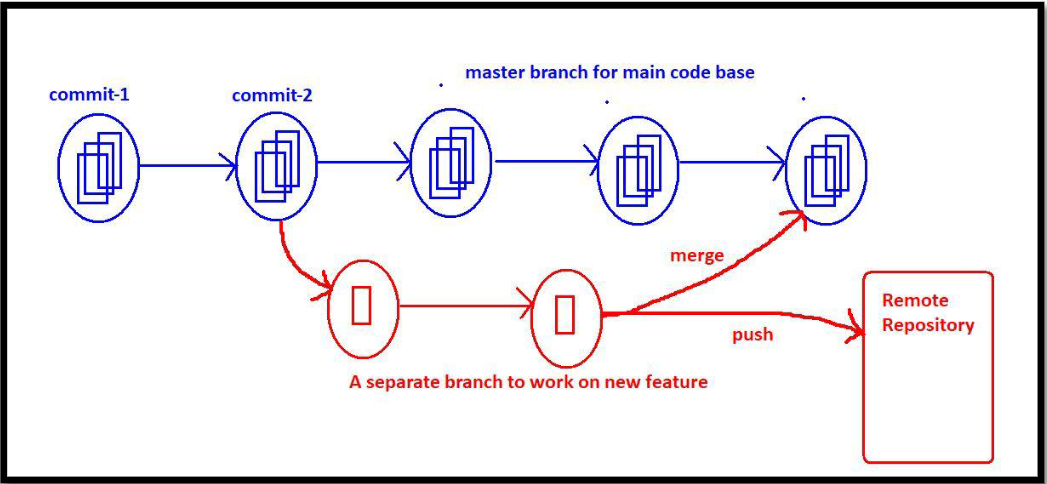 master branch for main code base
commit-1
commit-2
merge
Remote
Repository
push
A separate branch to work on new feature